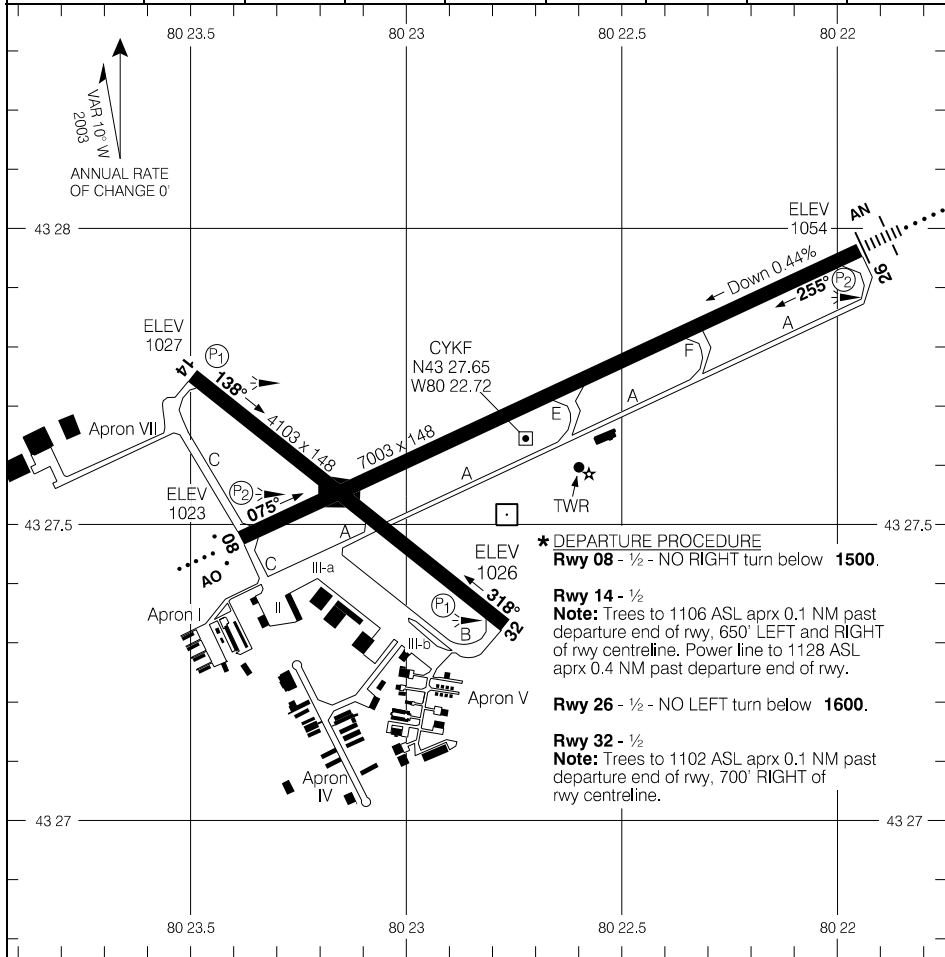 80 23.5
80 23
80 22.5
80 22
VAR 10° W
2003
ANNUAL RATE
OF CHANGE 0'
43 28
ELEV
1054
AN
26
Down 0.44%
255°
P2
A
ELEV
1027
14
P1
138°
4103 x 148
CYKF
N43 27.65
W80 22.72
F
A
E
7003 x 148
Apron VII
C
A
P2
075°
ELEV
1023
08
AO
TWR
43 27.5
43 27.5
A
C
III-a
II
Apron I
ELEV
1026
318°
32
P1
B
III-b
Apron V
Apron
IV
* DEPARTURE PROCEDURE
Rwy 08 - ½ - NO RIGHT turn below 1500.
Rwy 14 - ½
Note: Trees to 1106 ASL aprx 0.1 NM past
departure end of rwy, 650' LEFT and RIGHT
of rwy centreline. Power line to 1128 ASL
aprx 0.4 NM past departure end of rwy.
Rwy 26 - ½ - NO LEFT turn below 1600.
Rwy 32 - ½
Note: Trees to 1102 ASL aprx 0.1 NM past
departure end of rwy, 700' RIGHT of
rwy centreline.
43 27
43 27
80 23.5
80 23
80 22.5
80 22